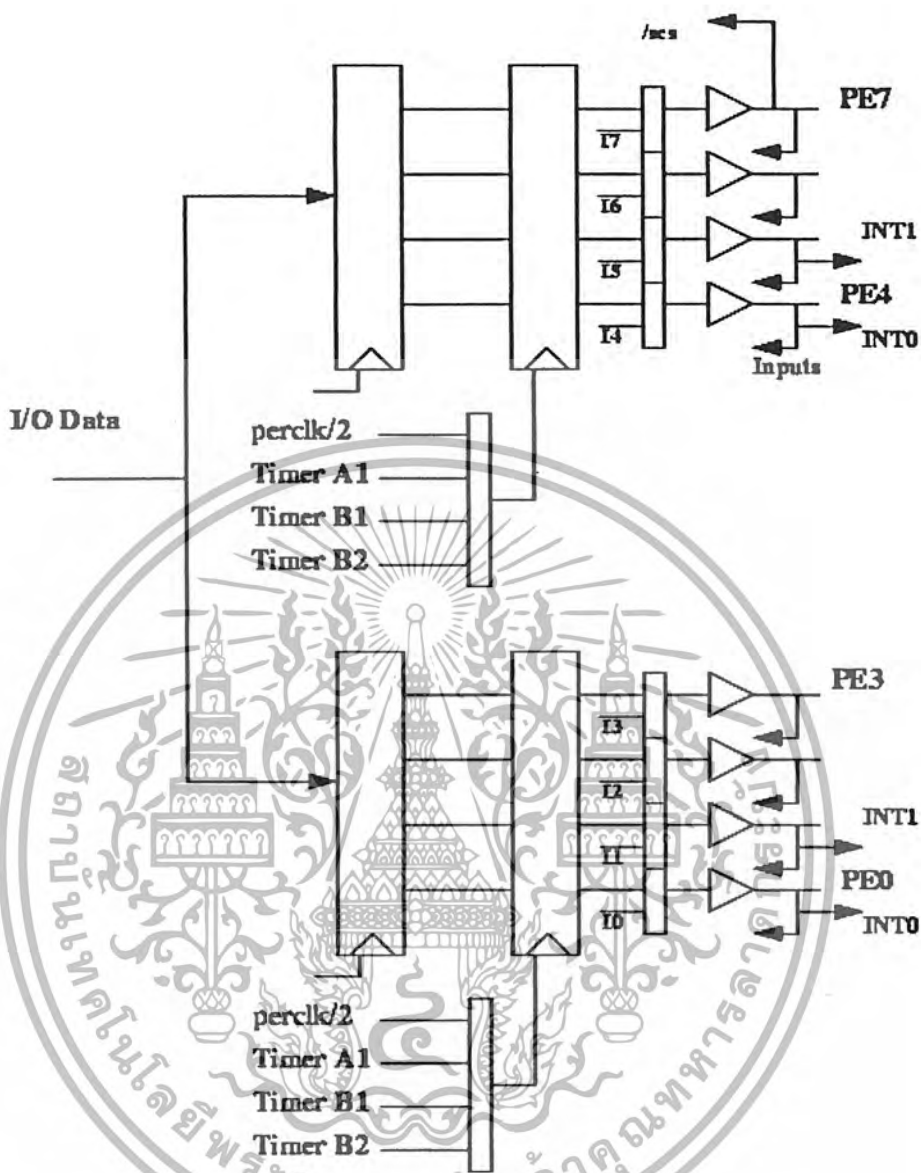 /scs
PE7
I7
I6
INT1
I5
PE4
I4
INT0
Inputs
I/O Data
perclk/2
Timer A1
Timer B1
Timer B2
PE3
I3
I2
INT1
I1
PE0
I0
INT0
perclk/2
Timer A1
Timer B1
Timer B2